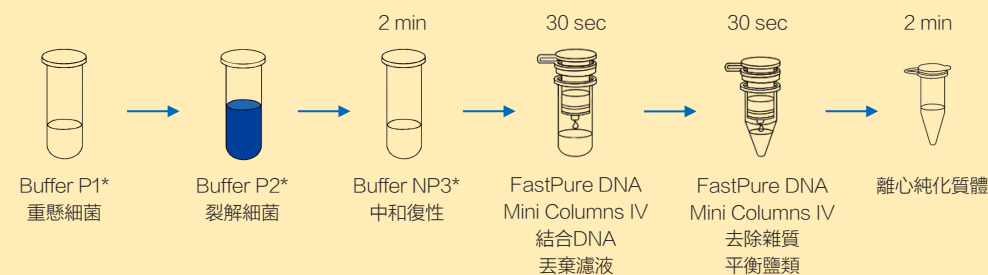 2 min
30 sec
30 sec
2 min
Buffer P1*
重懸細菌
Buffer P2*
裂解細菌
Buffer NP3*
中和復性
FastPure DNA
Mini Columns IV
結合DNA
丟棄濾液
FastPure DNA
Mini Columns IV
去除雜質
平衡鹽類
離心純化質體